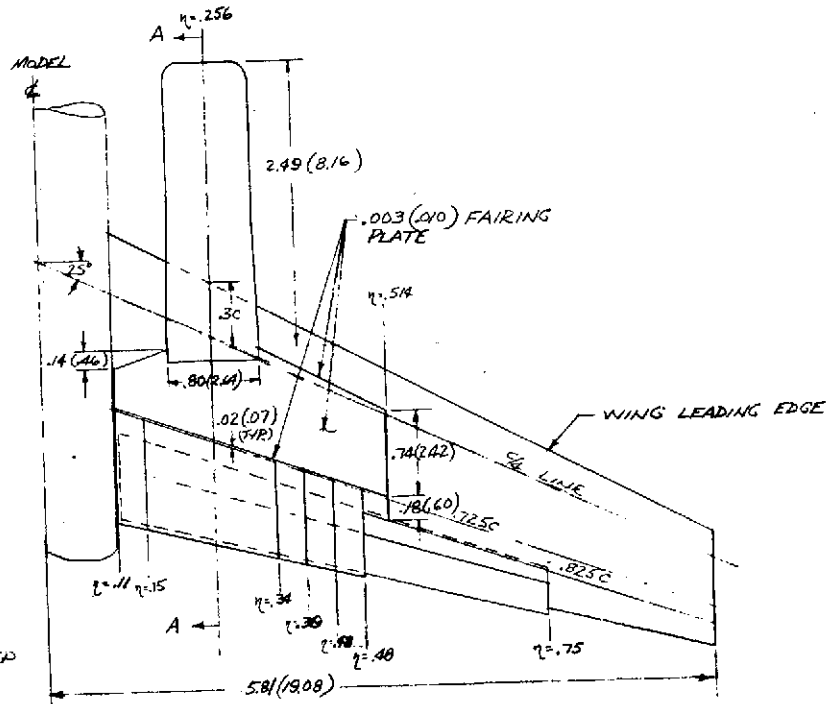 η=.256
A
MODEL
℄
2.49(8.16)
.003(.010) FAIRING
PLATE
25°
η=.514
.3C
.14(.46)
.80(2.64)
WING LEADING EDGE
.02(.07)
(TYP.)
.74(2.42)
C/4 LINE
.18(.60)
.725C
.825C
η=.11
η=.15
η=.34
A
η=.48
η=.75
5.81(19.08)